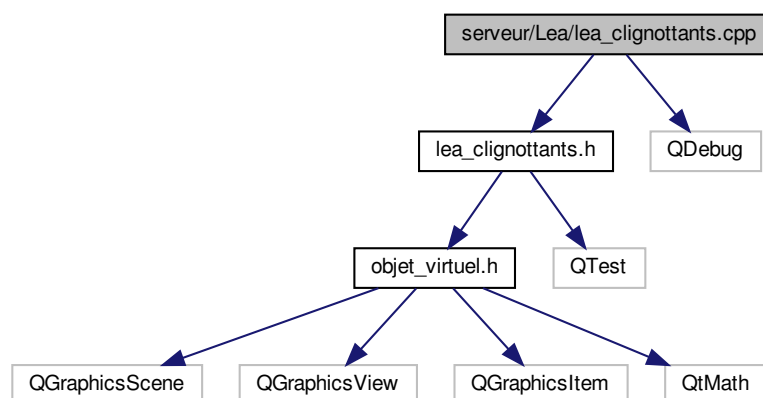 serveur/Lea/lea_clignottants.cpp
lea_clignottants.h
QDebug
objet_virtuel.h
QTest
QGraphicsScene
QGraphicsView
QGraphicsItem
QtMath